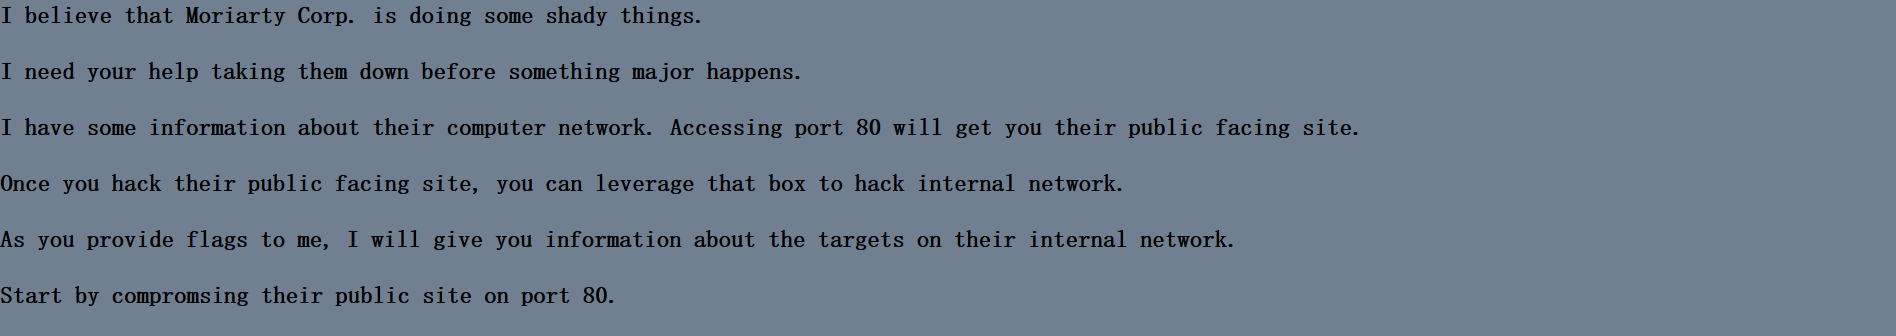 I believe that Moriarty Corp. is doing some shady things.
I need your help taking them down before something major happens.
I have some information about their computer network. Accessing port 80 will get you their public facing site.
Once you hack their public facing site, you can leverage that box to hack internal network.
As you provide flags to me, I will give you information about the targets on their internal network.
Start by compromsing their public site on port 80.